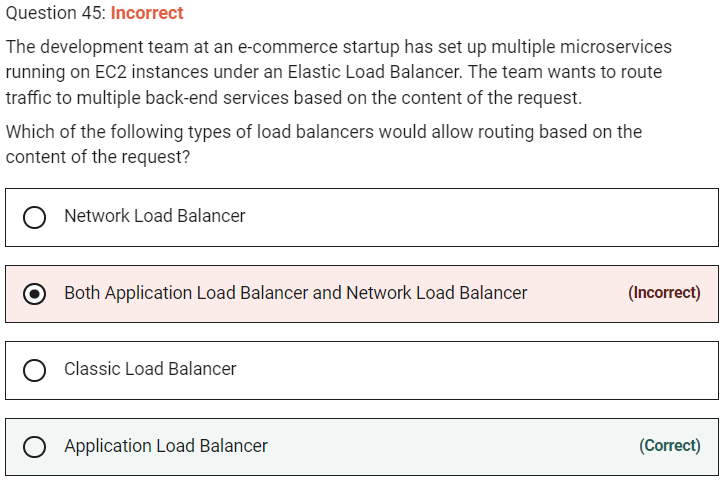 Question 45: Incorrect
The development team at an e-commerce startup has set up multiple microservices
running on EC2 instances under an Elastic Load Balancer. The team wants to route
traffic to multiple back-end services based on the content of the request.
Which of the following types of load balancers would allow routing based on the
content of the request?
Network Load Balancer
Both Application Load Balancer and Network Load Balancer (Incorrect)
Classic Load Balancer
Application Load Balancer (Correct)